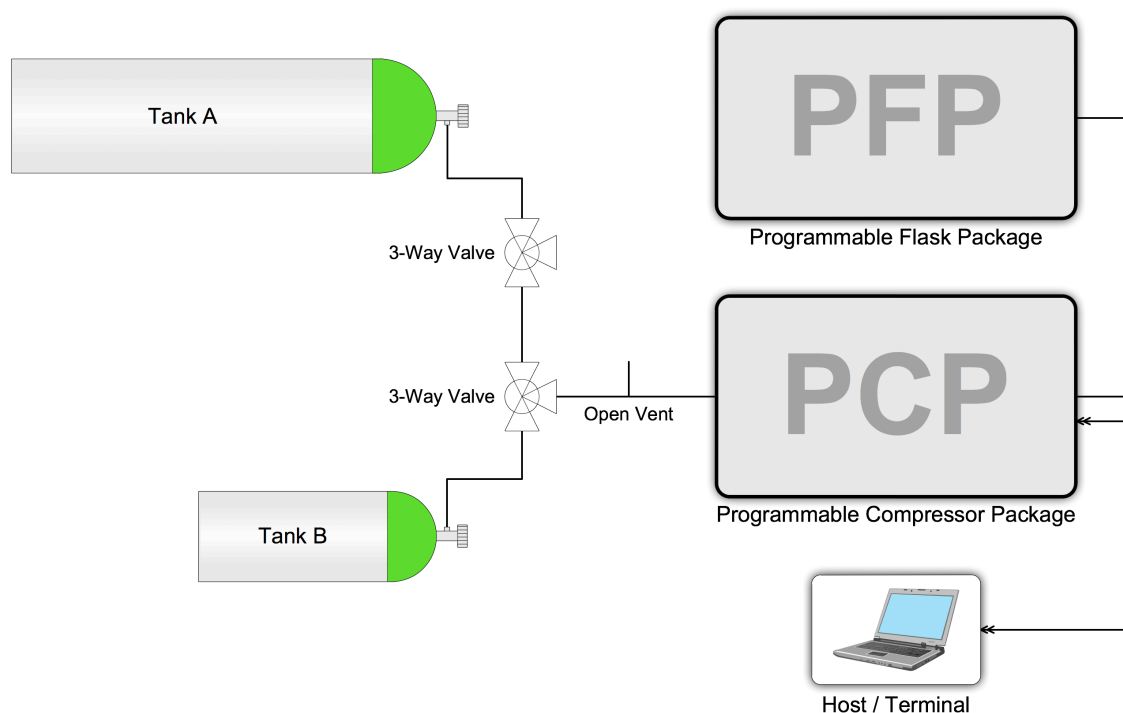 Tank A
PFP
Programmable Flask Package
3-Way Valve
3-Way Valve
Open Vent
PCP
Programmable Compressor Package
Tank B
Host / Terminal